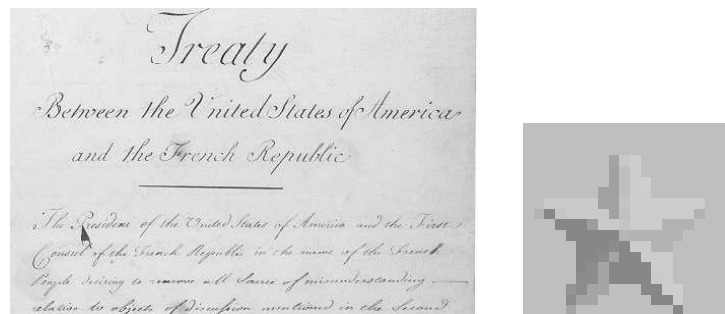 Treaty
Between the United States of America
and the French Republic
The President of the United States of America and the First
Consul of the French Republic in the name of the French
People desiring to remove all Source of misunderstanding
relative to objects of discussion mentioned in the Second